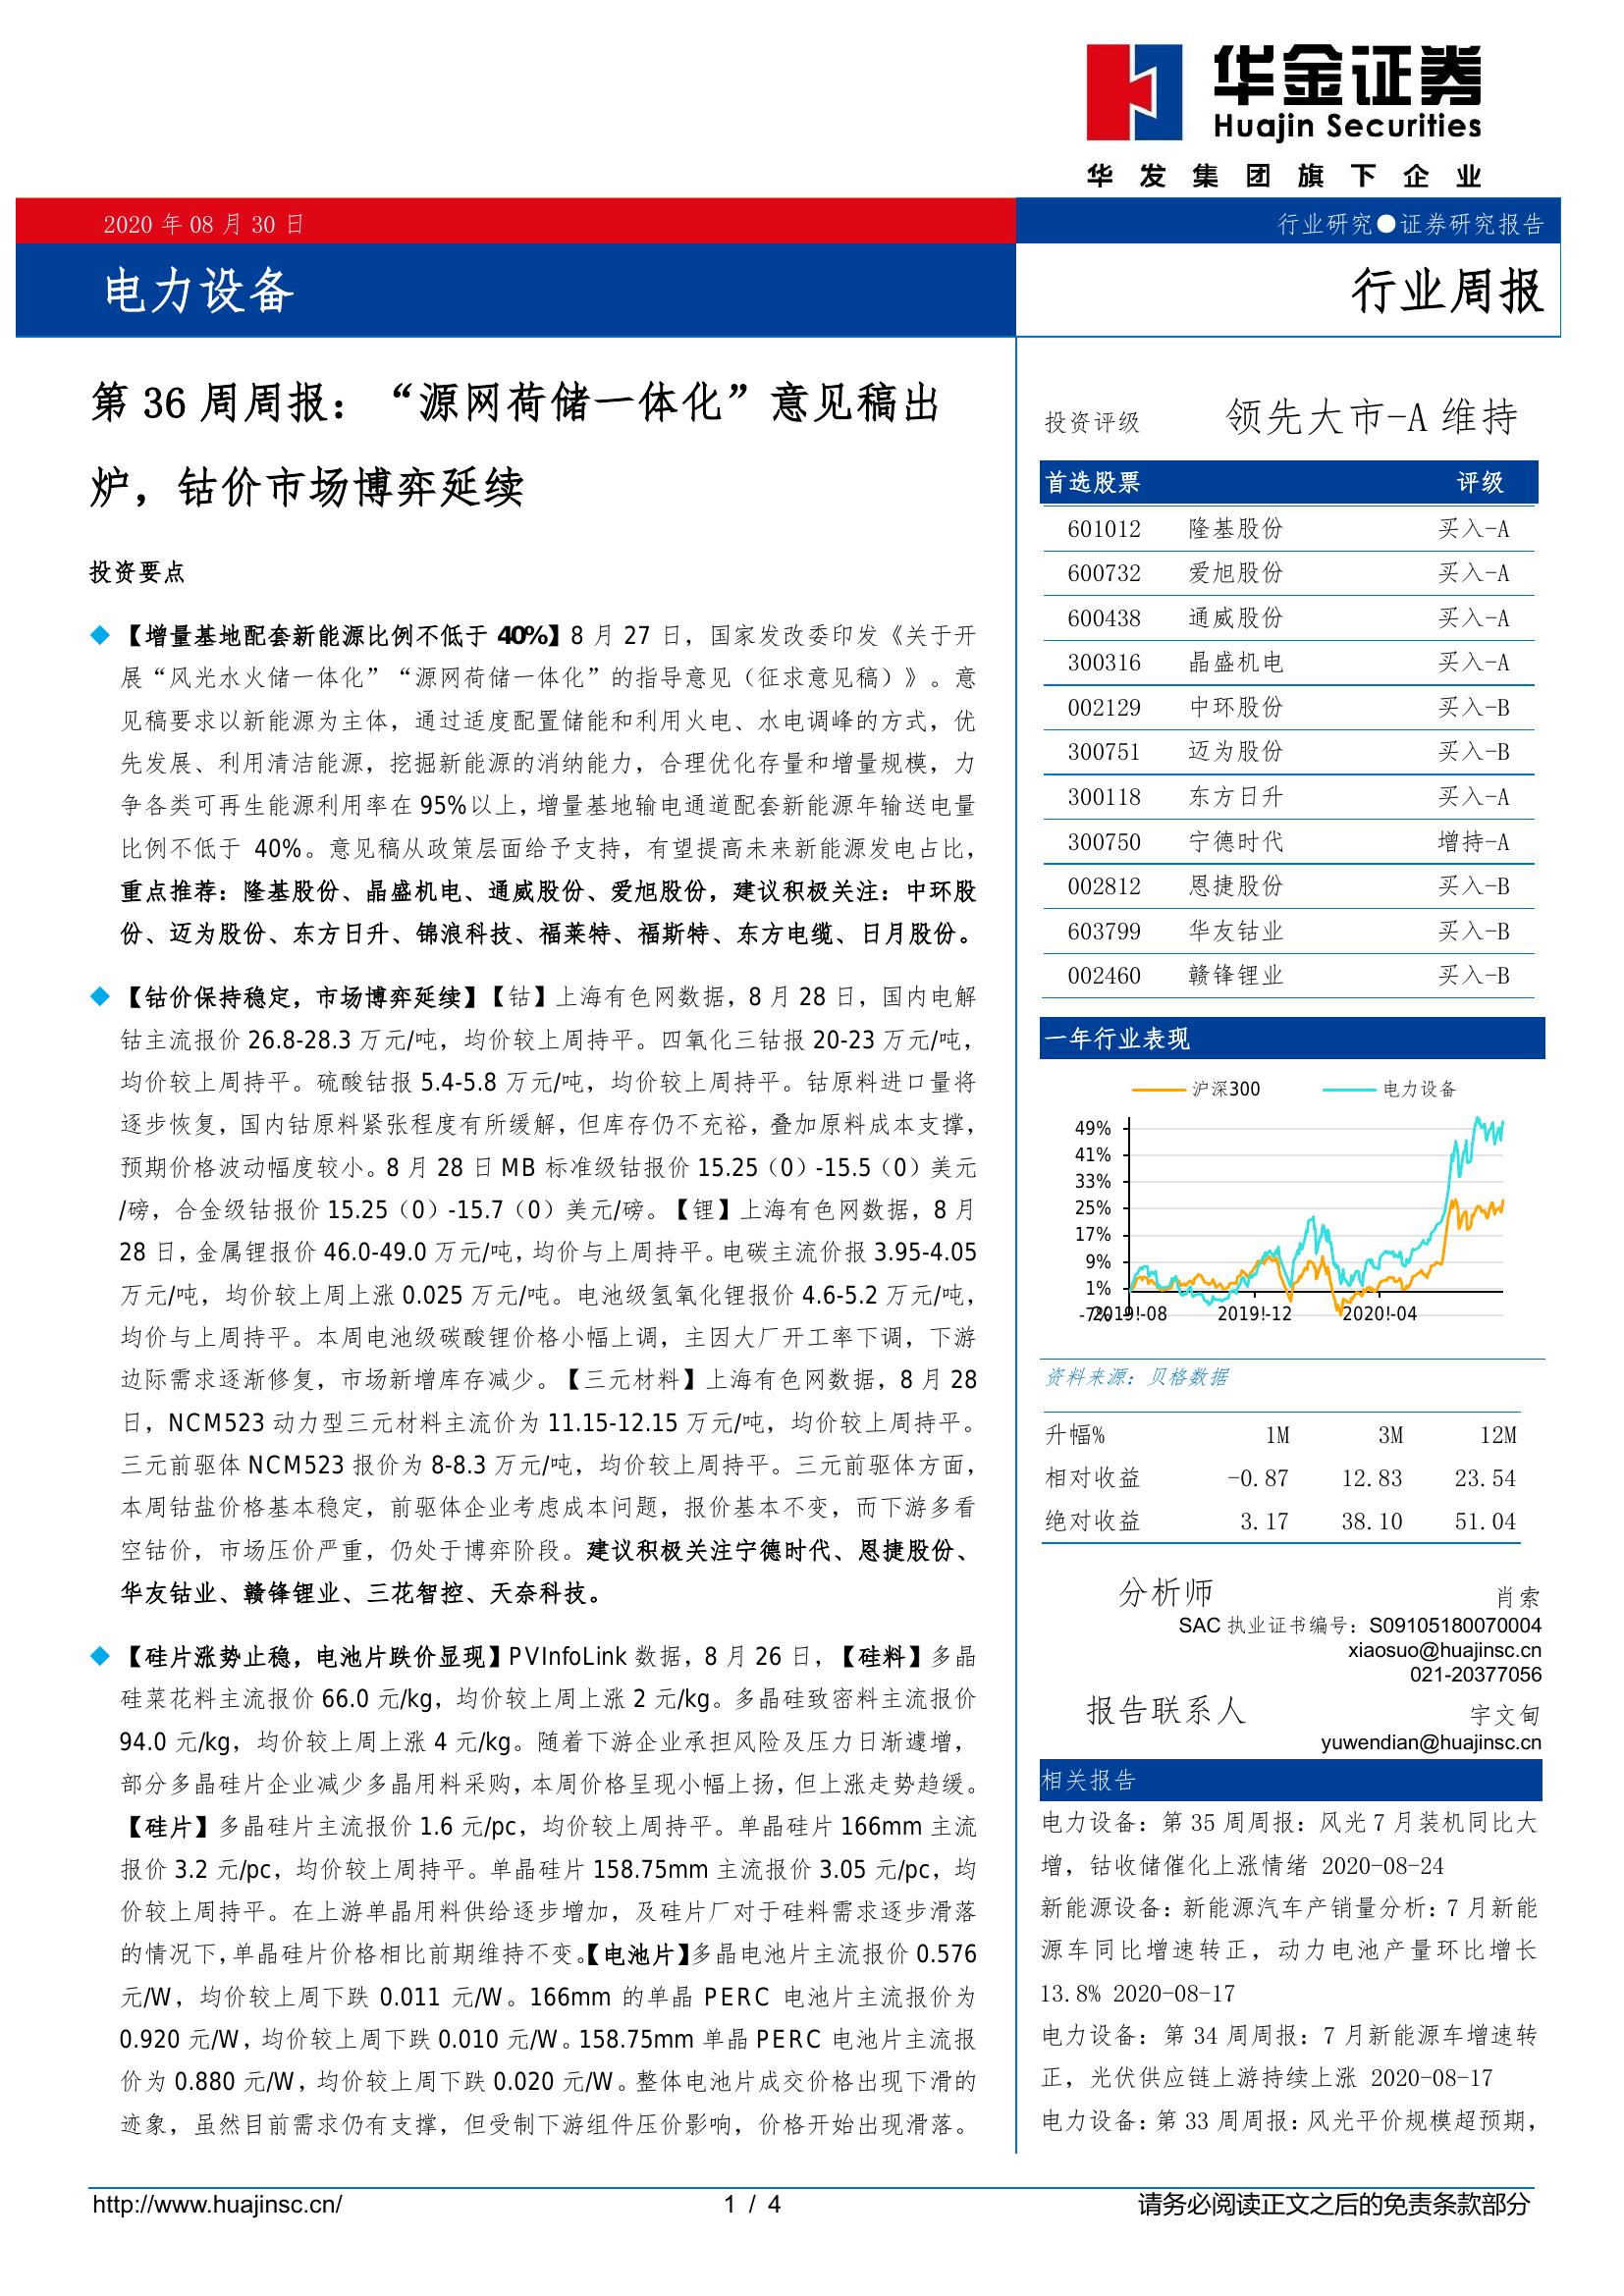 华金证券
Huajin Securities
华发集团旗下企业
2020 年 08 月 30 日
行业研究●证券研究报告
电力设备
行业周报
第 36 周周报：“源网荷储一体化”意见稿出
炉，钴价市场博弈延续
投资要点
◆ 【增量基地配套新能源比例不低于 40%】8 月 27 日，国家发改委印发《关于开
展“风光水火储一体化”“源网荷储一体化”的指导意见（征求意见稿）》。意
见稿要求以新能源为主体，通过适度配置储能和利用火电、水电调峰的方式，优
先发展、利用清洁能源，挖掘新能源的消纳能力，合理优化存量和增量规模，力
争各类可再生能源利用率在 95%以上，增量基地输电通道配套新能源年输送电量
比例不低于 40%。意见稿从政策层面给予支持，有望提高未来新能源发电占比，
重点推荐：隆基股份、晶盛机电、通威股份、爱旭股份，建议积极关注：中环股
份、迈为股份、东方日升、锦浪科技、福莱特、福斯特、东方电缆、日月股份。
◆ 【钴价保持稳定，市场博弈延续】【钴】上海有色网数据，8 月 28 日，国内电解
钴主流报价 26.8-28.3 万元/吨，均价较上周持平。四氧化三钴报 20-23 万元/吨，
均价较上周持平。硫酸钴报 5.4-5.8 万元/吨，均价较上周持平。钴原料进口量将
逐步恢复，国内钴原料紧张程度有所缓解，但库存仍不充裕，叠加原料成本支撑，
预期价格波动幅度较小。8 月 28 日 MB 标准级钴报价 15.25（0）-15.5（0）美元
/磅，合金级钴报价 15.25（0）-15.7（0）美元/磅。【锂】上海有色网数据，8 月
28 日，金属锂报价 46.0-49.0 万元/吨，均价与上周持平。电碳主流价报 3.95-4.05
万元/吨，均价较上周上涨 0.025 万元/吨。电池级氢氧化锂报价 4.6-5.2 万元/吨，
均价与上周持平。本周电池级碳酸锂价格小幅上调，主因大厂开工率下调，下游
边际需求逐渐修复，市场新增库存减少。【三元材料】上海有色网数据，8 月 28
日，NCM523 动力型三元材料主流价为 11.15-12.15 万元/吨，均价较上周持平。
三元前驱体 NCM523 报价为 8-8.3 万元/吨，均价较上周持平。三元前驱体方面，
本周钴盐价格基本稳定，前驱体企业考虑成本问题，报价基本不变，而下游多看
空钴价，市场压价严重，仍处于博弈阶段。建议积极关注宁德时代、恩捷股份、
华友钴业、赣锋锂业、三花智控、天奈科技。
◆ 【硅片涨势止稳，电池片跌价显现】PVInfoLink 数据，8 月 26 日，【硅料】多晶
硅菜花料主流报价 66.0 元/kg，均价较上周上涨 2 元/kg。多晶硅致密料主流报价
94.0 元/kg，均价较上周上涨 4 元/kg。随着下游企业承担风险及压力日渐遽增，
部分多晶硅片企业减少多晶用料采购，本周价格呈现小幅上扬，但上涨走势趋缓。
【硅片】多晶硅片主流报价 1.6 元/pc，均价较上周持平。单晶硅片 166mm 主流
报价 3.2 元/pc，均价较上周持平。单晶硅片 158.75mm 主流报价 3.05 元/pc，均
价较上周持平。在上游单晶用料供给逐步增加，及硅片厂对于硅料需求逐步滑落
的情况下，单晶硅片价格相比前期维持不变。【电池片】多晶电池片主流报价 0.576
元/W，均价较上周下跌 0.011 元/W。166mm 的单晶 PERC 电池片主流报价为
0.920 元/W，均价较上周下跌 0.010 元/W。158.75mm 单晶 PERC 电池片主流报
价为 0.880 元/W，均价较上周下跌 0.020 元/W。整体电池片成交价格出现下滑的
迹象，虽然目前需求仍有支撑，但受制下游组件压价影响，价格开始出现滑落。
投资评级 领先大市-A 维持
首选股票 评级
601012 隆基股份 买入-A
600732 爱旭股份 买入-A
600438 通威股份 买入-A
300316 晶盛机电 买入-A
002129 中环股份 买入-B
300751 迈为股份 买入-B
300118 东方日升 买入-A
300750 宁德时代 增持-A
002812 恩捷股份 买入-B
603799 华友钴业 买入-B
002460 赣锋锂业 买入-B
一年行业表现
沪深300 电力设备
49%
41%
33%
25%
17%
9%
1%
-7%
2019!-08 2019!-12 2020!-04
资料来源：贝格数据
升幅% 1M 3M 12M
相对收益 -0.87 12.83 23.54
绝对收益 3.17 38.10 51.04
分析师 肖索
SAC 执业证书编号：S09105180070004
xiaosuo@huajinsc.cn
021-20377056
报告联系人 宇文甸
yuwendian@huajinsc.cn
相关报告
电力设备：第 35 周周报：风光 7 月装机同比大
增，钴收储催化上涨情绪 2020-08-24
新能源设备：新能源汽车产销量分析：7 月新能
源车同比增速转正，动力电池产量环比增长
13.8% 2020-08-17
电力设备：第 34 周周报：7 月新能源车增速转
正，光伏供应链上游持续上涨 2020-08-17
电力设备：第 33 周周报：风光平价规模超预期，
http://www.huajinsc.cn/ 1 / 4 请务必阅读正文之后的免责条款部分